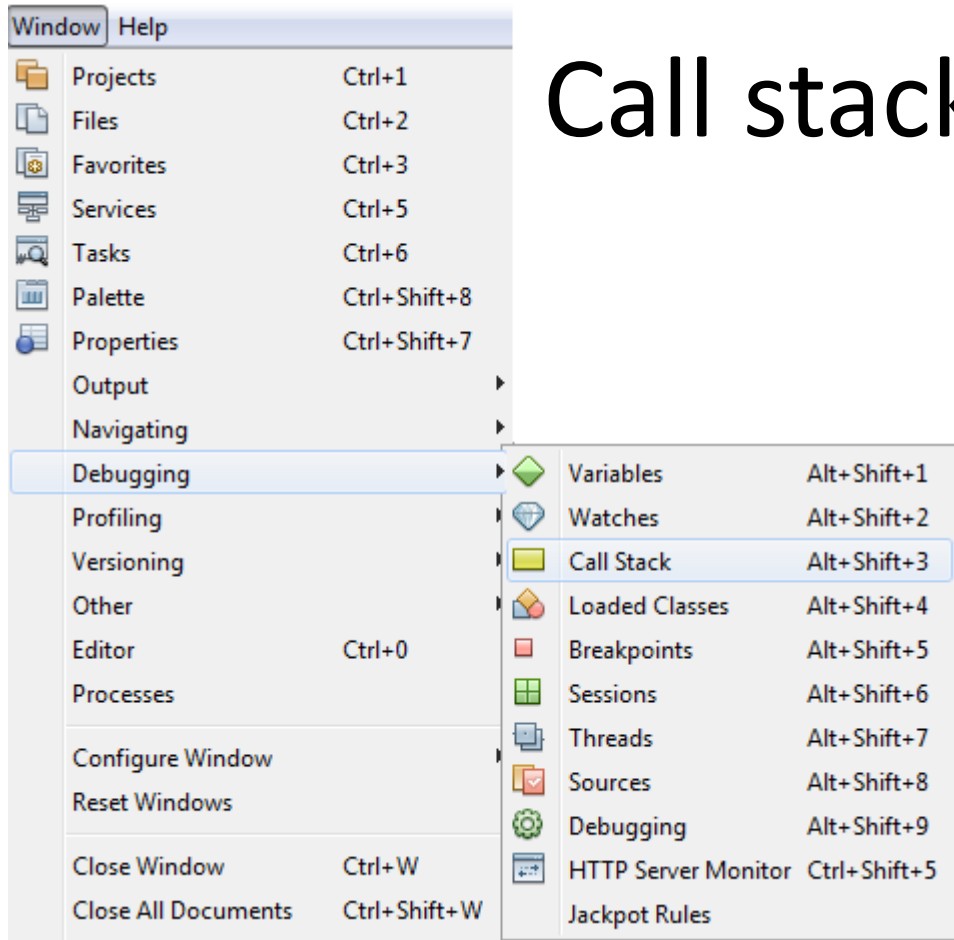 Window Help
Call stack
Projects Ctrl+1
Files Ctrl+2
Favorites Ctrl+3
Services Ctrl+5
Tasks Ctrl+6
Palette Ctrl+Shift+8
Properties Ctrl+Shift+7
Output
Navigating
Debugging
Profiling
Versioning
Other
Editor Ctrl+0
Processes
Configure Window
Reset Windows
Close Window Ctrl+W
Close All Documents Ctrl+Shift+W
Variables Alt+Shift+1
Watches Alt+Shift+2
Call Stack Alt+Shift+3
Loaded Classes Alt+Shift+4
Breakpoints Alt+Shift+5
Sessions Alt+Shift+6
Threads Alt+Shift+7
Sources Alt+Shift+8
Debugging Alt+Shift+9
HTTP Server Monitor Ctrl+Shift+5
Jackpot Rules